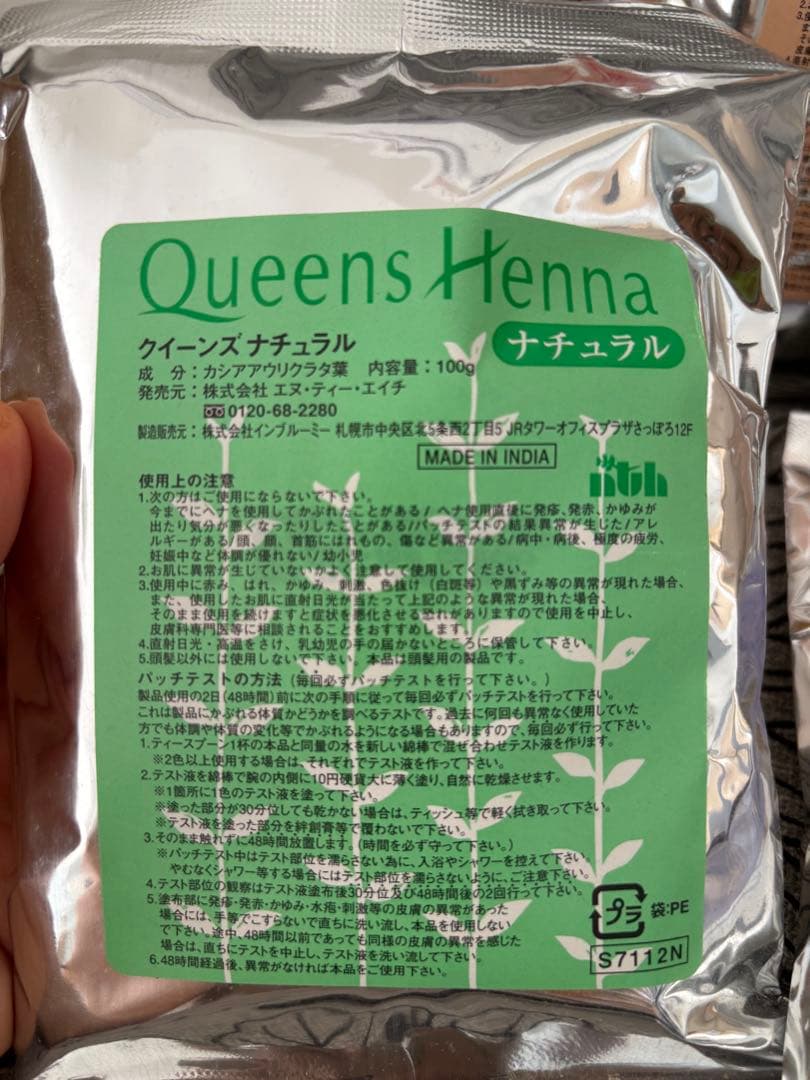 Queens Henna
ナチュラル
クイーンズ ナチュラル
成　分：カシアアウリクラタ葉　内容量：100g
発売元：株式会社 エヌ・ティー・エイチ
0120-68-2280
製造販売元：株式会社インブルーミー 札幌市中央区北5条西2丁目5 JRタワーオフィスプラザさっぽろ12F
MADE IN INDIA
nth
使用上の注意
1.次の方はご使用にならないで下さい。
今までにヘナを使用してかぶれたことがある/ヘナ使用直後に発疹、発赤、かゆみが
出たり気分が悪くなったりしたことがある/パッチテストの結果異常が生じた/アレ
ルギーがある/頭、顔、首筋にはれもの、傷など異常がある/病中・病後、極度の疲労、
妊娠中など体調が優れない/幼小児
2.お肌に異常が生じていないかよく注意して使用してください。
3.使用中に赤み、はれ、かゆみ、刺激、色抜け（白斑等）や黒ずみ等の異常が現れた場合、
また、使用したお肌に直射日光が当たって上記のような異常が現れた場合、
そのまま使用を続けますと症状を悪化させる恐れがありますので使用を中止し、
皮膚科専門医等に相談されることをおすすめします。
4.直射日光・高温をさけ、乳幼児の手の届かないところに保管して下さい。
5.頭髪以外には使用しないで下さい。本品は頭髪用の製品です。
パッチテストの方法（毎回必ずパッチテストを行って下さい。）
製品使用の2日(48時間)前に次の手順に従って毎回必ずパッチテストを行って下さい。
これは製品にかぶれる体質かどうかを調べるテストです。過去に何回も異常なく使用していた
方でも体調や体質の変化等でかぶれるようになる場合もありますので、毎回必ず行って下さい。
1.ティースプーン1杯の本品と同量の水を新しい綿棒で混ぜ合わせテスト液を作ります。
※2色以上使用する場合は、それぞれでテスト液を作って下さい。
2.テスト液を綿棒で腕の内側に10円硬貨大に薄く塗り、自然に乾燥させます。
※1箇所に1色のテスト液を塗って下さい。
※塗った部分が30分位しても乾かない場合は、ティッシュ等で軽く拭き取って下さい。
※テスト液を塗った部分を絆創膏等で覆わないで下さい。
3.そのまま触れずに48時間放置します。(時間を必ず守って下さい。)
※パッチテスト中はテスト部位を濡らさない為に、入浴やシャワーを控えて下さい。
やむなくシャワー等する場合にはテスト部位を濡らさないように、ご注意下さい。
4.テスト部位の観察はテスト液塗布後30分位及び48時間後の2回行って下さい。
5.塗布部に発疹・発赤・かゆみ・水疱・刺激等の皮膚の異常があった
場合には、手等でこすらないで直ちに洗い流し、本品を使用しない
で下さい。途中、48時間以前であっても同様の皮膚の異常を感じた
場合は、直ちにテストを中止し、テスト液を洗い流して下さい。
6.48時間経過後、異常がなければ本品をご使用下さい。
プラ 袋:PE
S7112N